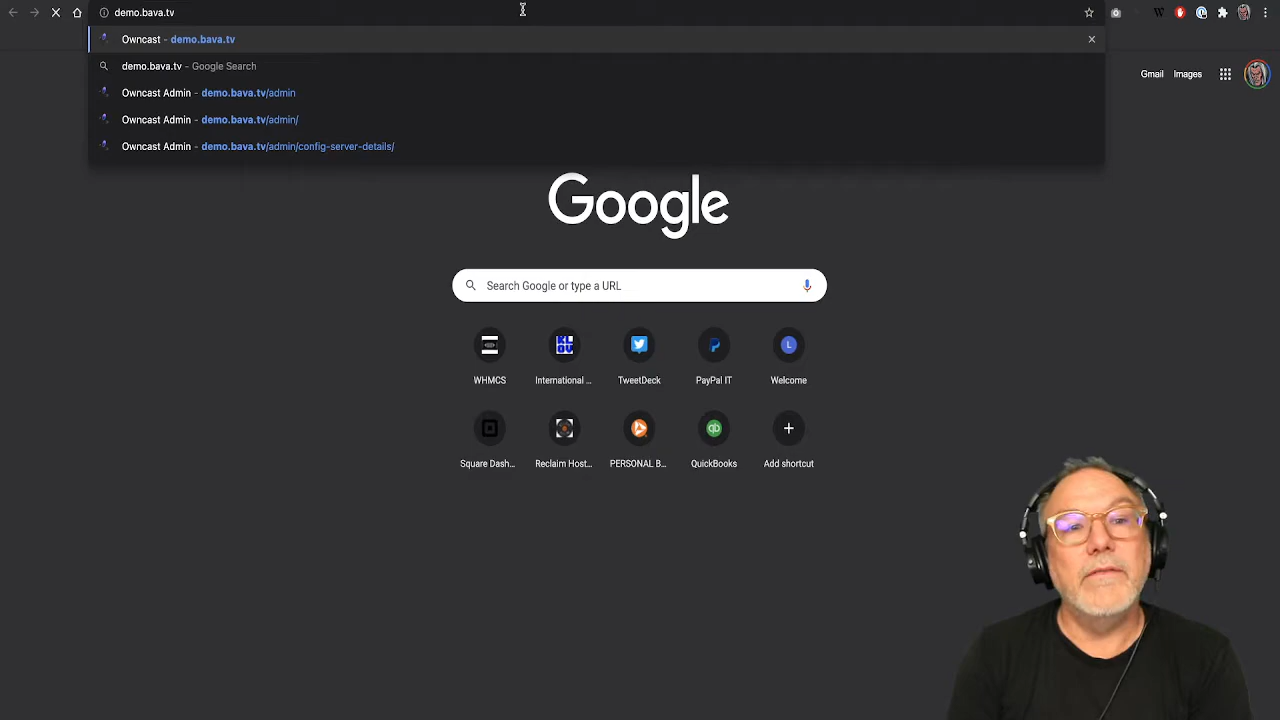 demo.bava.tv
Owncast - demo.bava.tv
demo.bava.tv - Google Search
Owncast Admin - demo.bava.tv/admin
Owncast Admin - demo.bava.tv/admin/
Owncast Admin - demo.bava.tv/admin/config-server-details/
Gmail Images
Google
Search Google or type a URL
WHMCS International ... TweetDeck PayPal IT Welcome
Square Dash... Reclaim Host... PERSONAL B... QuickBooks Add shortcut